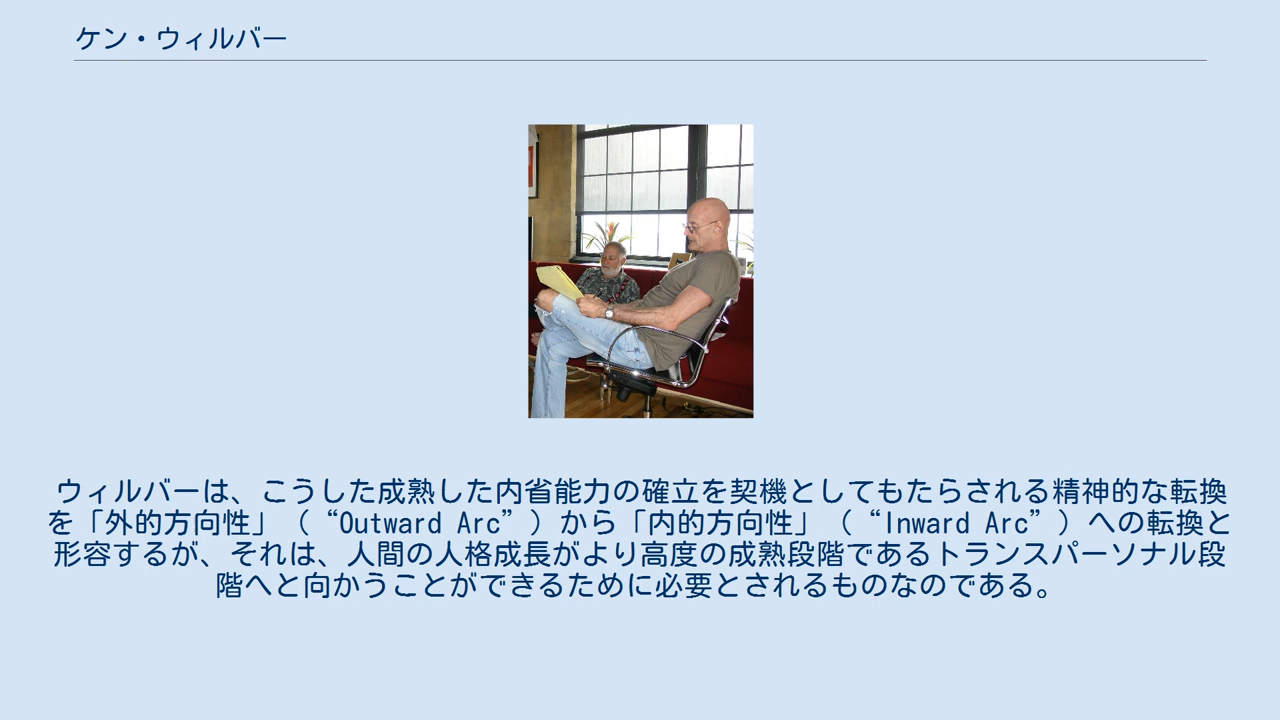 ケン・ウィルバー
ウィルバーは、こうした成熟した内省能力の確立を契機としてもたらされる精神的な転換
を「外的方向性」（“Outward Arc”）から「内的方向性」（“Inward Arc”）への転換と
形容するが、それは、人間の人格成長がより高度の成熟段階であるトランスパーソナル段
階へと向かうことができるために必要とされるものなのである。